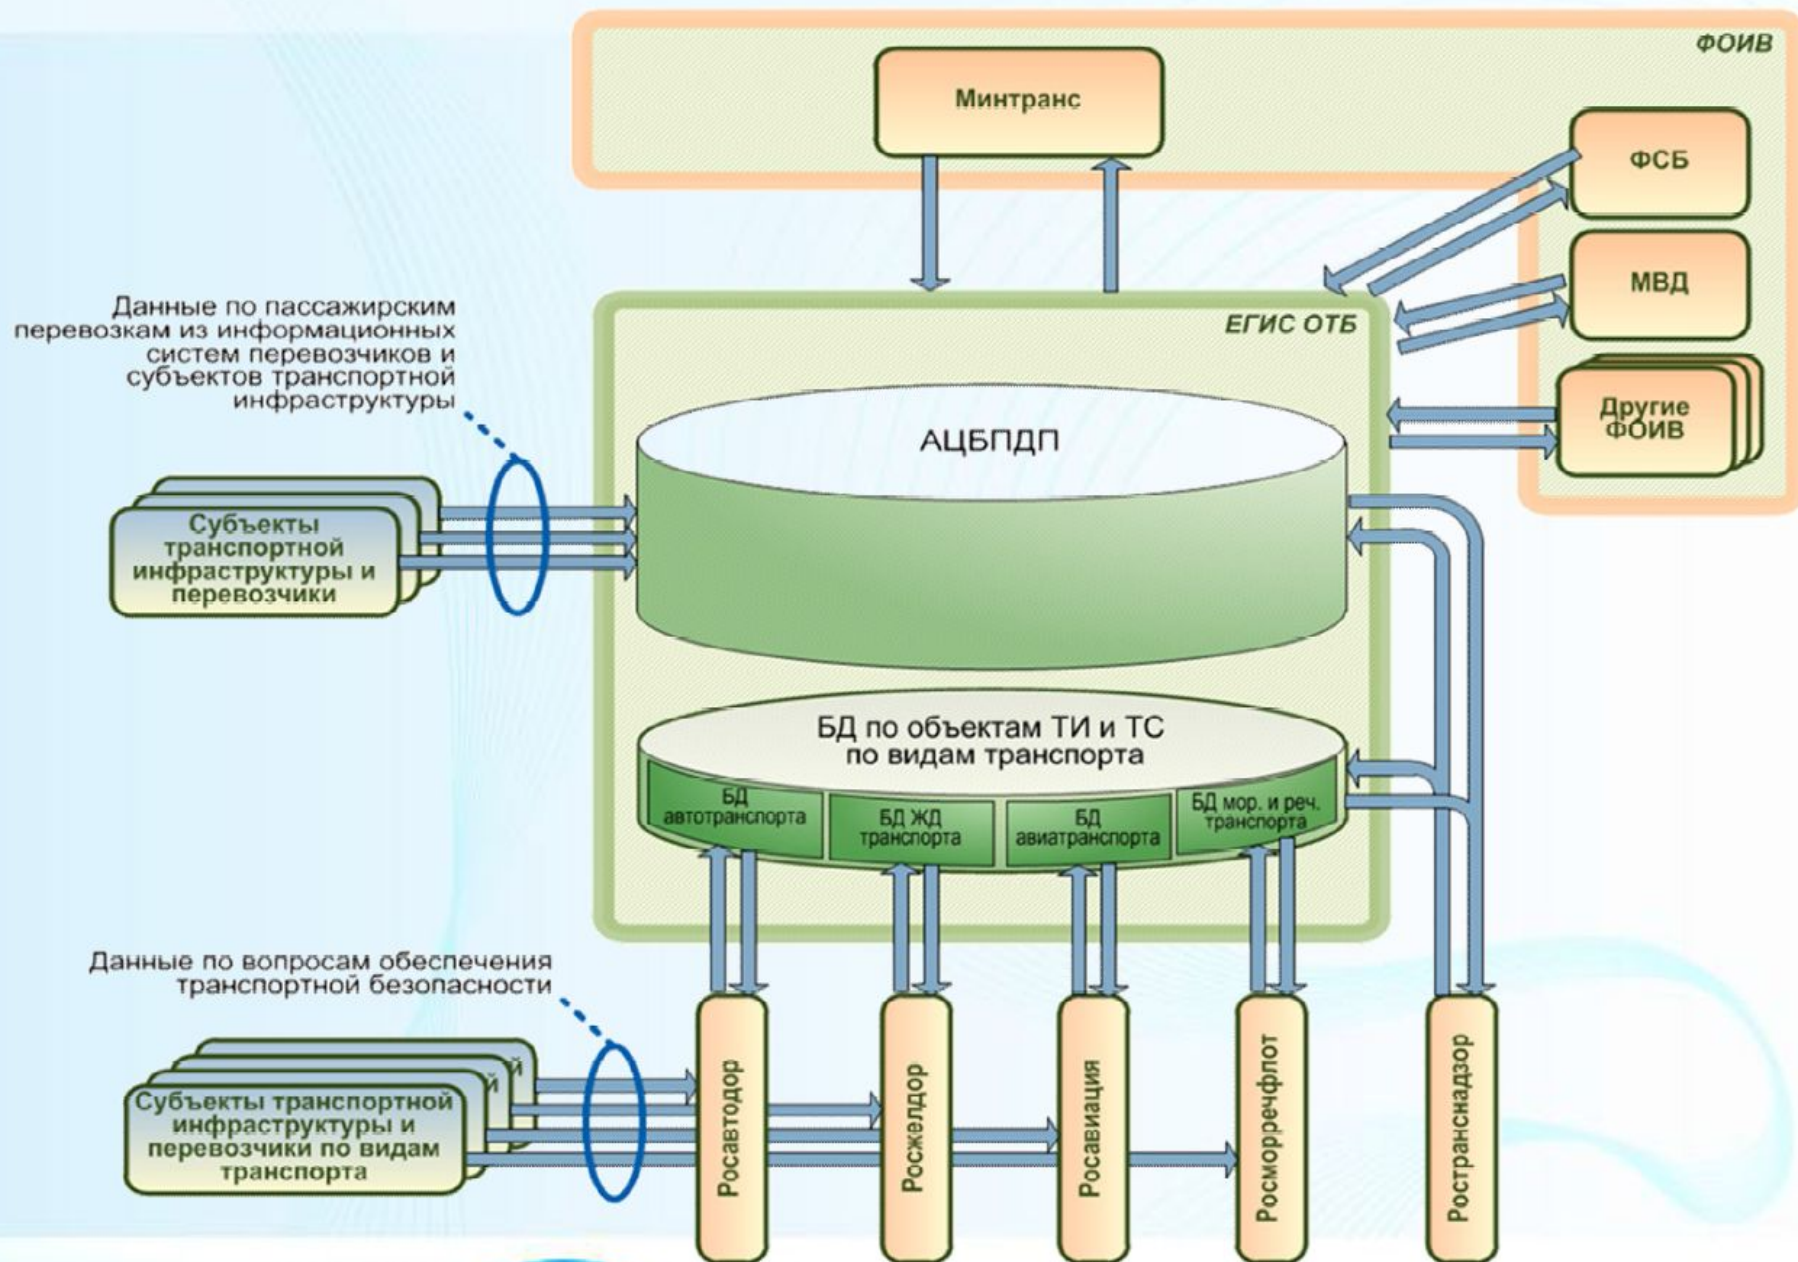 ФОИВ
Минтранс
ФСБ
МВД
Другие
ФОИВ
Данные по пассажирским
перевозкам из информационных
систем перевозчиков и
субъектов транспортной
инфраструктуры
ЕГИС ОТБ
АЦБПДП
Субъекты
транспортной
инфраструктуры и
перевозчики
БД по объектам ТИ и ТС
по видам транспорта
БД
автотранспорта
БД ЖД
транспорта
БД
авиатранспорта
БД мор. и реч.
транспорта
Данные по вопросам обеспечения
транспортной безопасности
й
й
Субъекты транспортной
инфраструктуры и
перевозчики по видам
транспорта
Росавтодор
Росжелдор
Росавиация
Росморречфлот
Ространснадзор